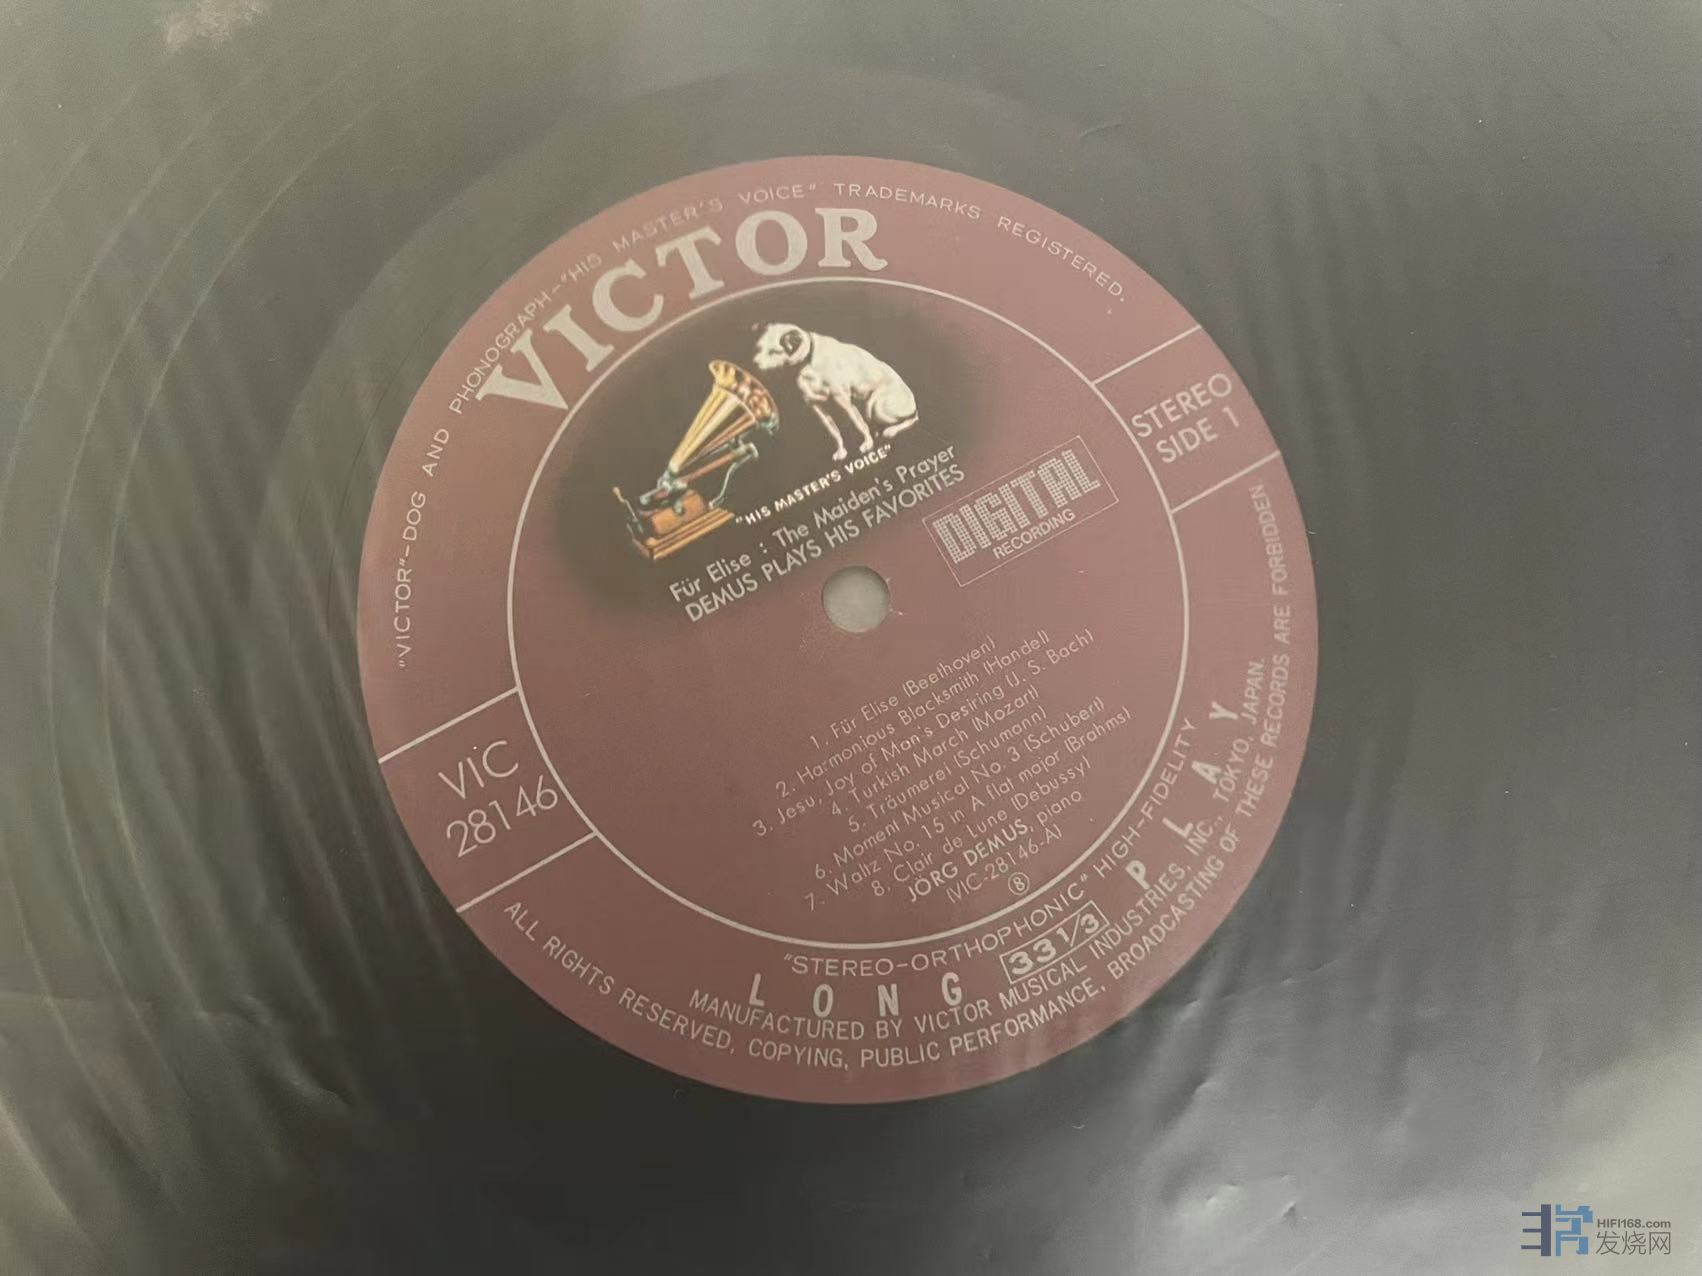 "VICTOR"-DOG AND PHONOGRAPH-"HIS MASTER'S VOICE" TRADEMARKS REGISTERED.
VICTOR
STEREO
SIDE 1
"HIS MASTER'S VOICE"
Für Elise : The Maiden's Prayer
DEMUS PLAYS HIS FAVORITES
DIGITAL
RECORDING
VIC
28146
1. Für Elise (Beethoven)
2. Harmonious Blacksmith (Handel)
3. Jesu, Joy of Man's Desiring (J. S. Bach)
4. Turkish March (Mozart)
5. Träumerei (Schumann)
6. Moment Musical No. 3 (Schubert)
7. Waltz No. 15 in A flat major (Brahms)
8. Clair de Lune (Debussy)
JÖRG DEMUS, piano
(VIC-28146-A)
⑧
"STEREO-ORTHOPHONIC" HIGH-FIDELITY
LONG 33 1/3 PLAY
MANUFACTURED BY VICTOR MUSICAL INDUSTRIES, INC., TOKYO, JAPAN.
ALL RIGHTS RESERVED, COPYING, PUBLIC PERFORMANCE, BROADCASTING OF THESE RECORDS ARE FORBIDDEN.
HIFI168.com
发烧网